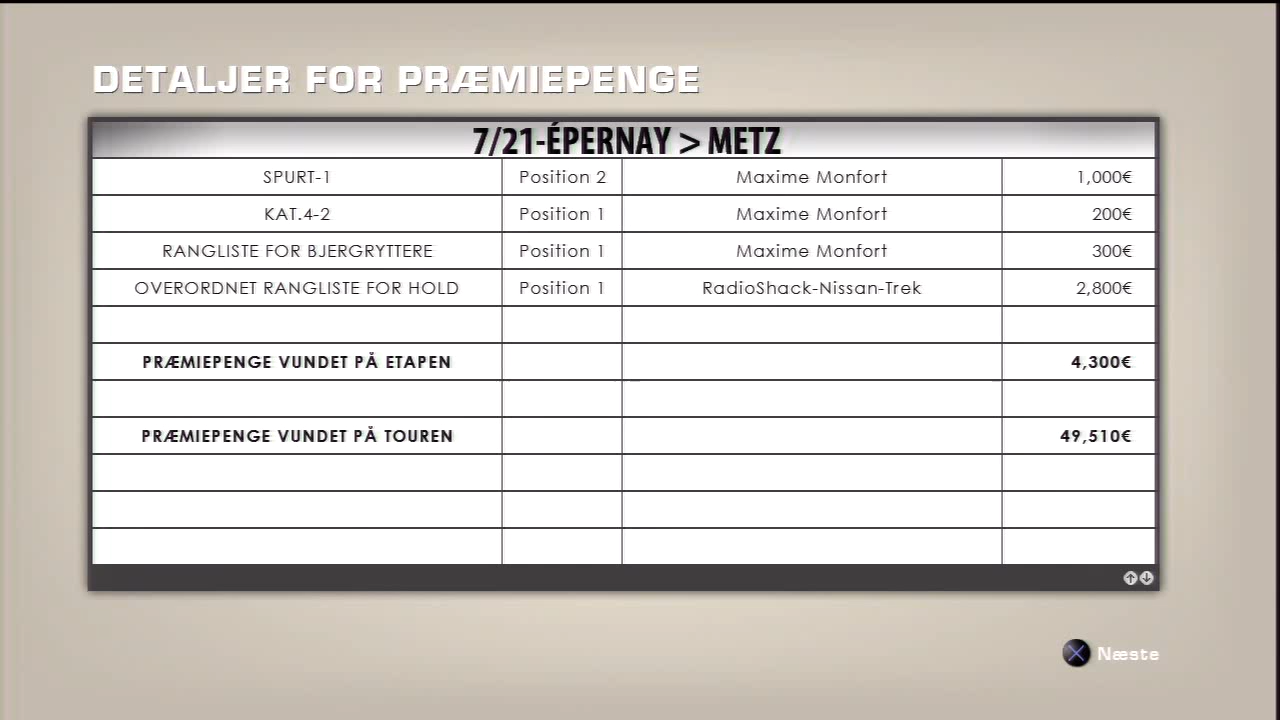 DETALJER FOR PRÆMIEPENGE
7/21-ÉPERNAY > METZ
SPURT-1 Position 2 Maxime Monfort 1,000€
KAT.4-2 Position 1 Maxime Monfort 200€
RANGLISTE FOR BJERGRYTTERE Position 1 Maxime Monfort 300€
OVERORDNET RANGLISTE FOR HOLD Position 1 RadioShack-Nissan-Trek 2,800€
PRÆMIEPENGE VUNDET PÅ ETAPEN 4,300€
PRÆMIEPENGE VUNDET PÅ TOUREN 49,510€
Næste